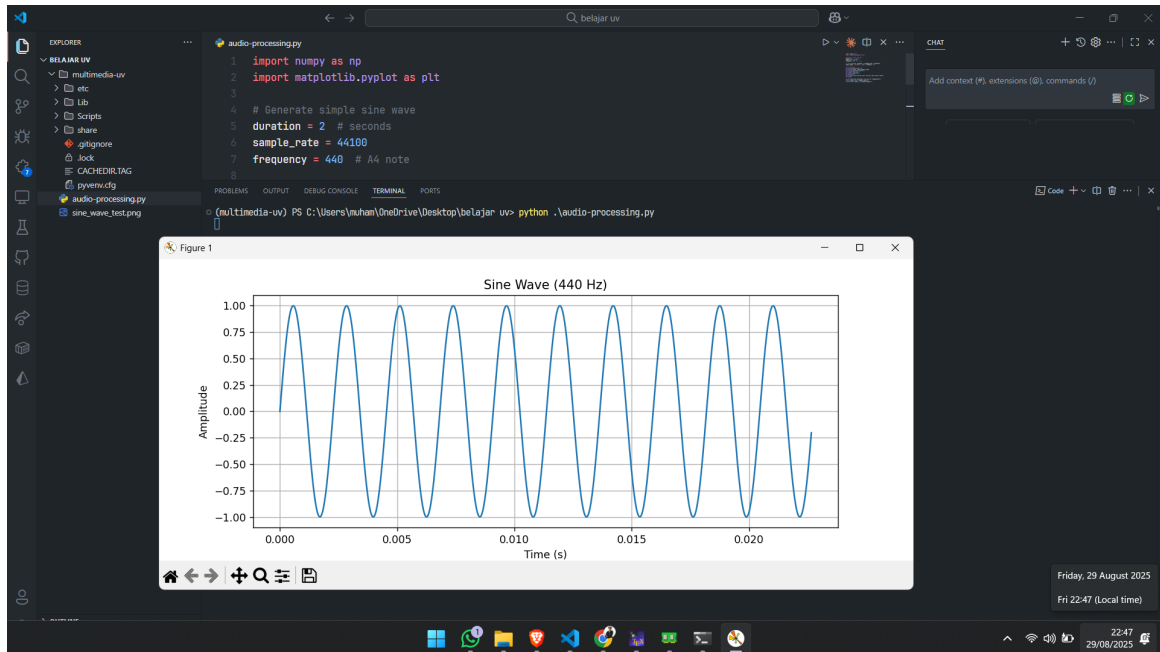 belajar uv
EXPLORER
BELAJAR UV
multimedia-uv
etc
Lib
Scripts
share
.gitignore
.lock
CACHEDIR.TAG
pyvenv.cfg
audio-processing.py
sine_wave_test.png
audio-processing.py
1 import numpy as np
2 import matplotlib.pyplot as plt
3
4 # Generate simple sine wave
5 duration = 2 # seconds
6 sample_rate = 44100
7 frequency = 440 # A4 note
8
CHAT
Add context (#), extensions (@), commands (/)
PROBLEMS OUTPUT DEBUG CONSOLE TERMINAL PORTS
Code
(multimedia-uv) PS C:\Users\muham\OneDrive\Desktop\belajar uv> python .\audio-processing.py
Figure 1
Sine Wave (440 Hz)
1.00
0.75
0.50
0.25
0.00
−0.25
−0.50
−0.75
−1.00
Amplitude
0.000 0.005 0.010 0.015 0.020
Time (s)
Friday, 29 August 2025
Fri 22:47 (Local time)
22:47
29/08/2025